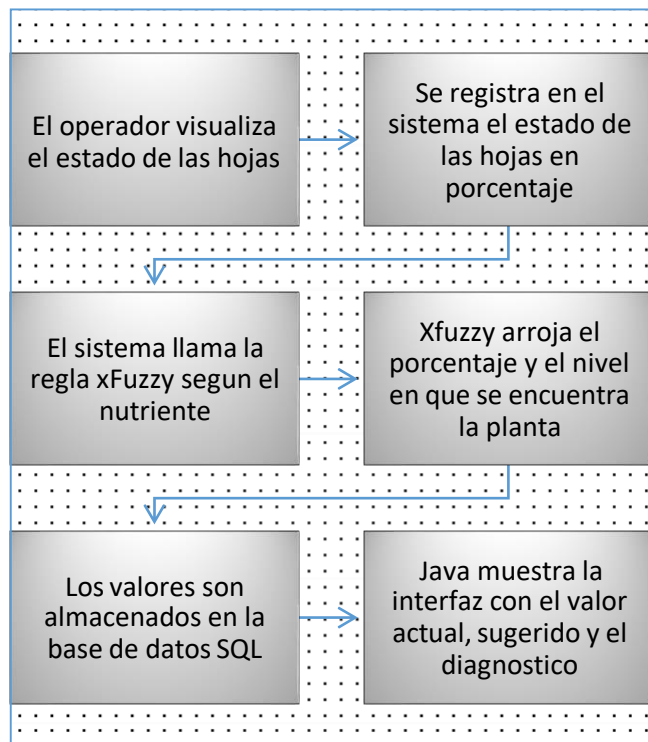 El operador visualiza
el estado de las hojas
Se registra en el
sistema el estado de
las hojas en
porcentaje
El sistema llama la
regla xFuzzy segun el
nutriente
Xfuzzy arroja el
porcentaje y el nivel
en que se encuentra
la planta
Los valores son
almacenados en la
base de datos SQL
Java muestra la
interfaz con el valor
actual, sugerido y el
diagnostico